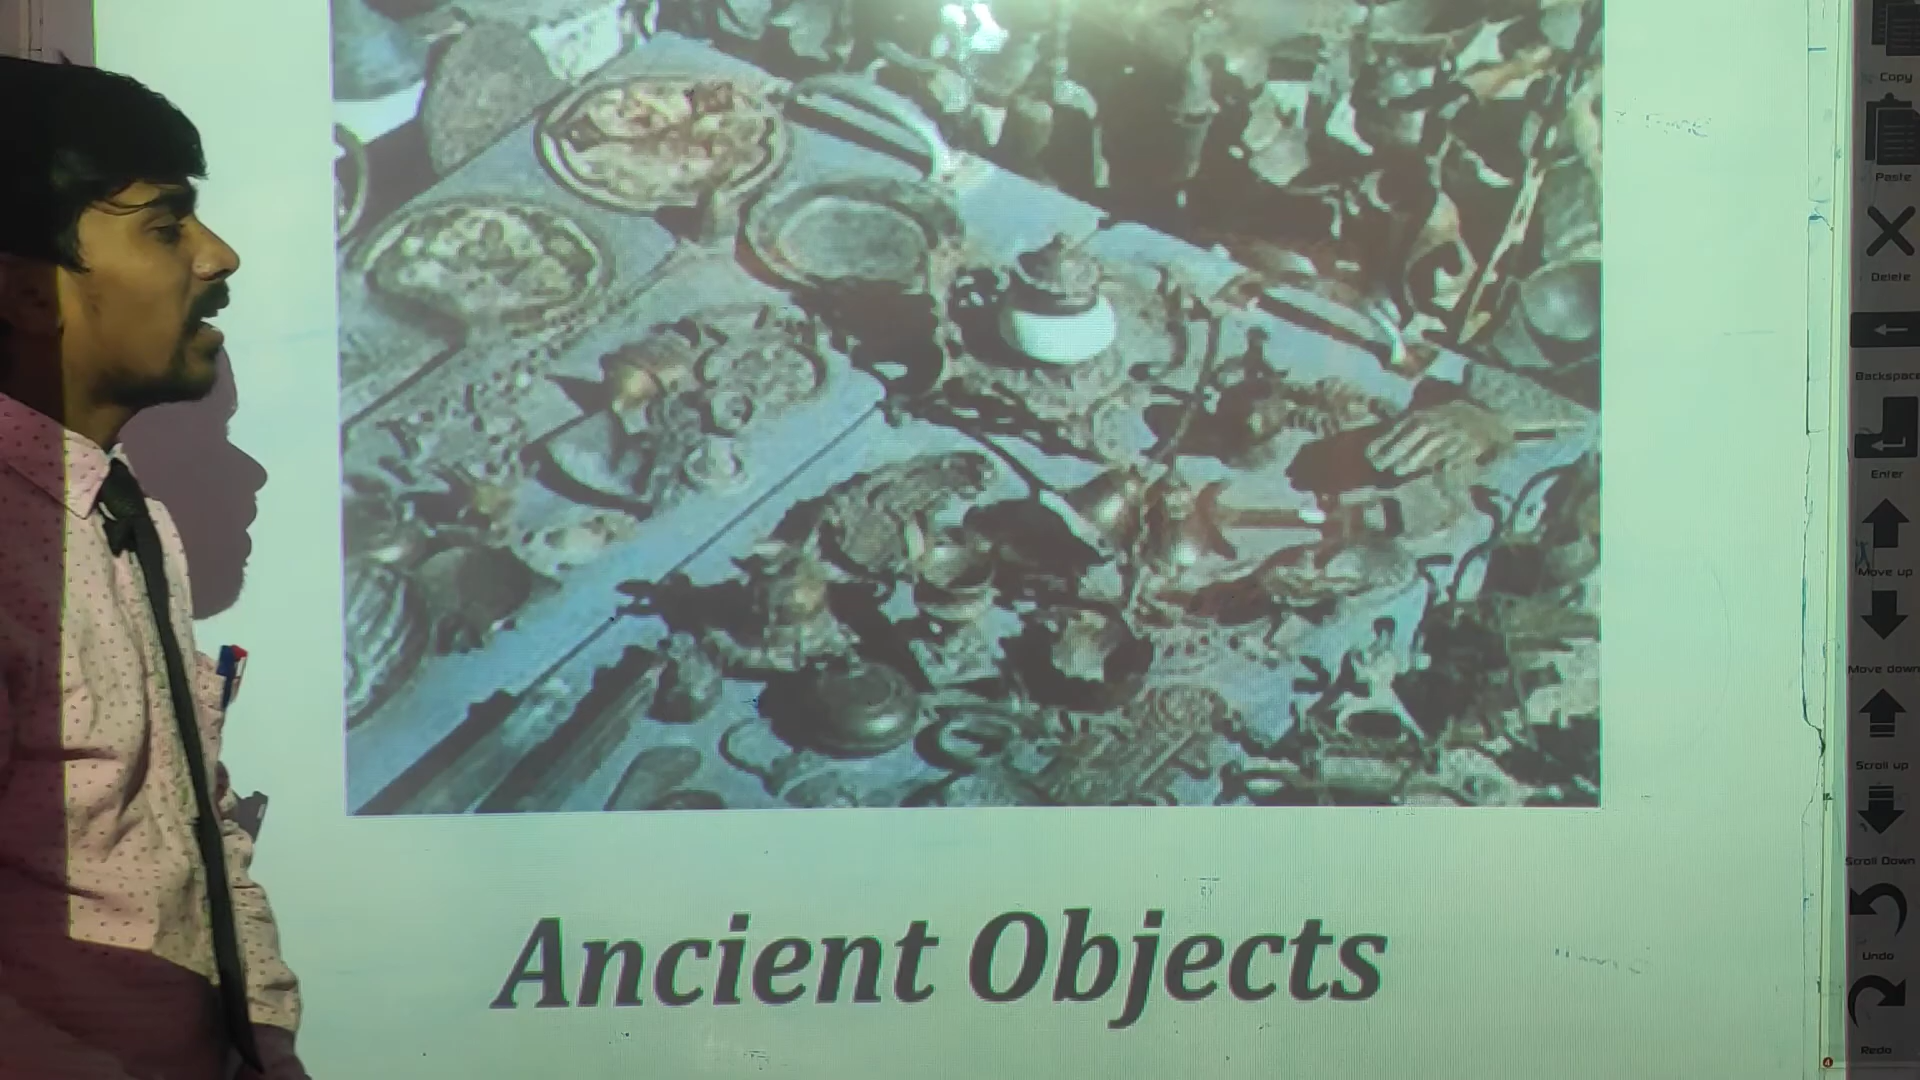 Copy
Paste
Delete
Backspace
Enter
Move up
Move down
Scroll up
Scroll Down
Undo
Redo
Ancient Objects